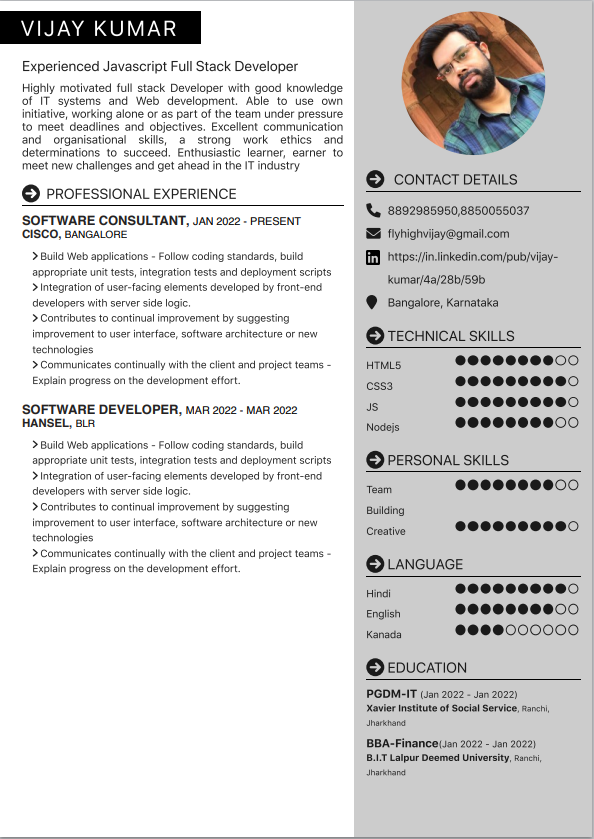 VIJAY KUMAR
Experienced Javascript Full Stack Developer
Highly motivated full stack Developer with good knowledge
of IT systems and Web development. Able to use own
initiative, working alone or as part of the team under pressure
to meet deadlines and objectives. Excellent communication
and organisational skills, a strong work ethics and
determinations to succeed. Enthusiastic learner, earner to
meet new challenges and get ahead in the IT industry
PROFESSIONAL EXPERIENCE
SOFTWARE CONSULTANT, JAN 2022 - PRESENT
CISCO, BANGALORE
Build Web applications - Follow coding standards, build
appropriate unit tests, integration tests and deployment scripts
Integration of user-facing elements developed by front-end
developers with server side logic.
Contributes to continual improvement by suggesting
improvement to user interface, software architecture or new
technologies
Communicates continually with the client and project teams -
Explain progress on the development effort.
SOFTWARE DEVELOPER, MAR 2022 - MAR 2022
HANSEL, BLR
Build Web applications - Follow coding standards, build
appropriate unit tests, integration tests and deployment scripts
Integration of user-facing elements developed by front-end
developers with server side logic.
Contributes to continual improvement by suggesting
improvement to user interface, software architecture or new
technologies
Communicates continually with the client and project teams -
Explain progress on the development effort.
CONTACT DETAILS
8892985950,8850055037
flyhighvijay@gmail.com
https://in.linkedin.com/pub/vijay-
kumar/4a/28b/59b
Bangalore, Karnataka
TECHNICAL SKILLS
HTML5
CSS3
JS
Nodejs
PERSONAL SKILLS
Team
Building
Creative
LANGUAGE
Hindi
English
Kanada
EDUCATION
PGDM-IT (Jan 2022 - Jan 2022)
Xavier Institute of Social Service, Ranchi,
Jharkhand
BBA-Finance(Jan 2022 - Jan 2022)
B.I.T Lalpur Deemed University, Ranchi,
Jharkhand